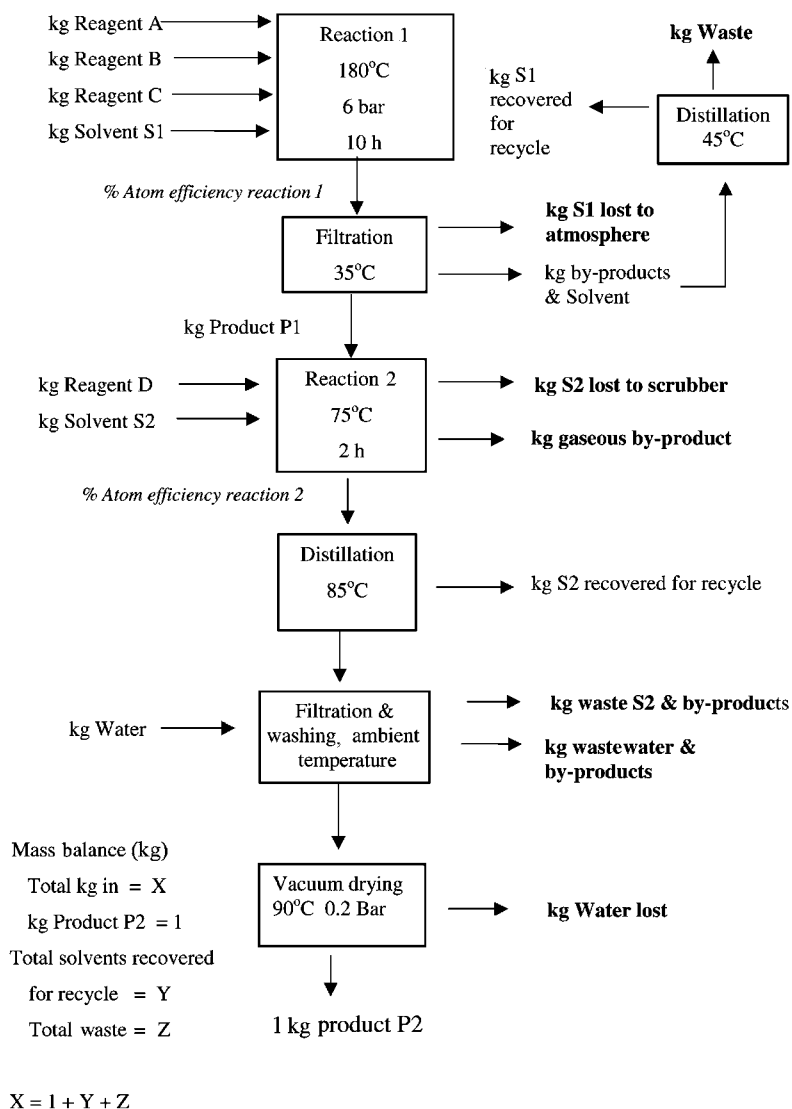 kg Reagent A
kg Reagent B
kg Reagent C
kg Solvent S1
Reaction 1
180°C
6 bar
10 h
kg Waste
kg S1
recovered
for
recycle
Distillation
45°C
% Atom efficiency reaction 1
Filtration
35°C
kg S1 lost to
atmosphere
kg by-products
& Solvent
kg Product P1
kg Reagent D
kg Solvent S2
Reaction 2
75°C
2 h
kg S2 lost to scrubber
kg gaseous by-product
% Atom efficiency reaction 2
Distillation
85°C
kg S2 recovered for recycle
kg Water
Filtration &
washing, ambient
temperature
kg waste S2 & by-products
kg wastewater &
by-products
Vacuum drying
90°C 0.2 Bar
kg Water lost
1 kg product P2
Mass balance (kg)
Total kg in = X
kg Product P2 = 1
Total solvents recovered
for recycle = Y
Total waste = Z
X = 1 + Y + Z